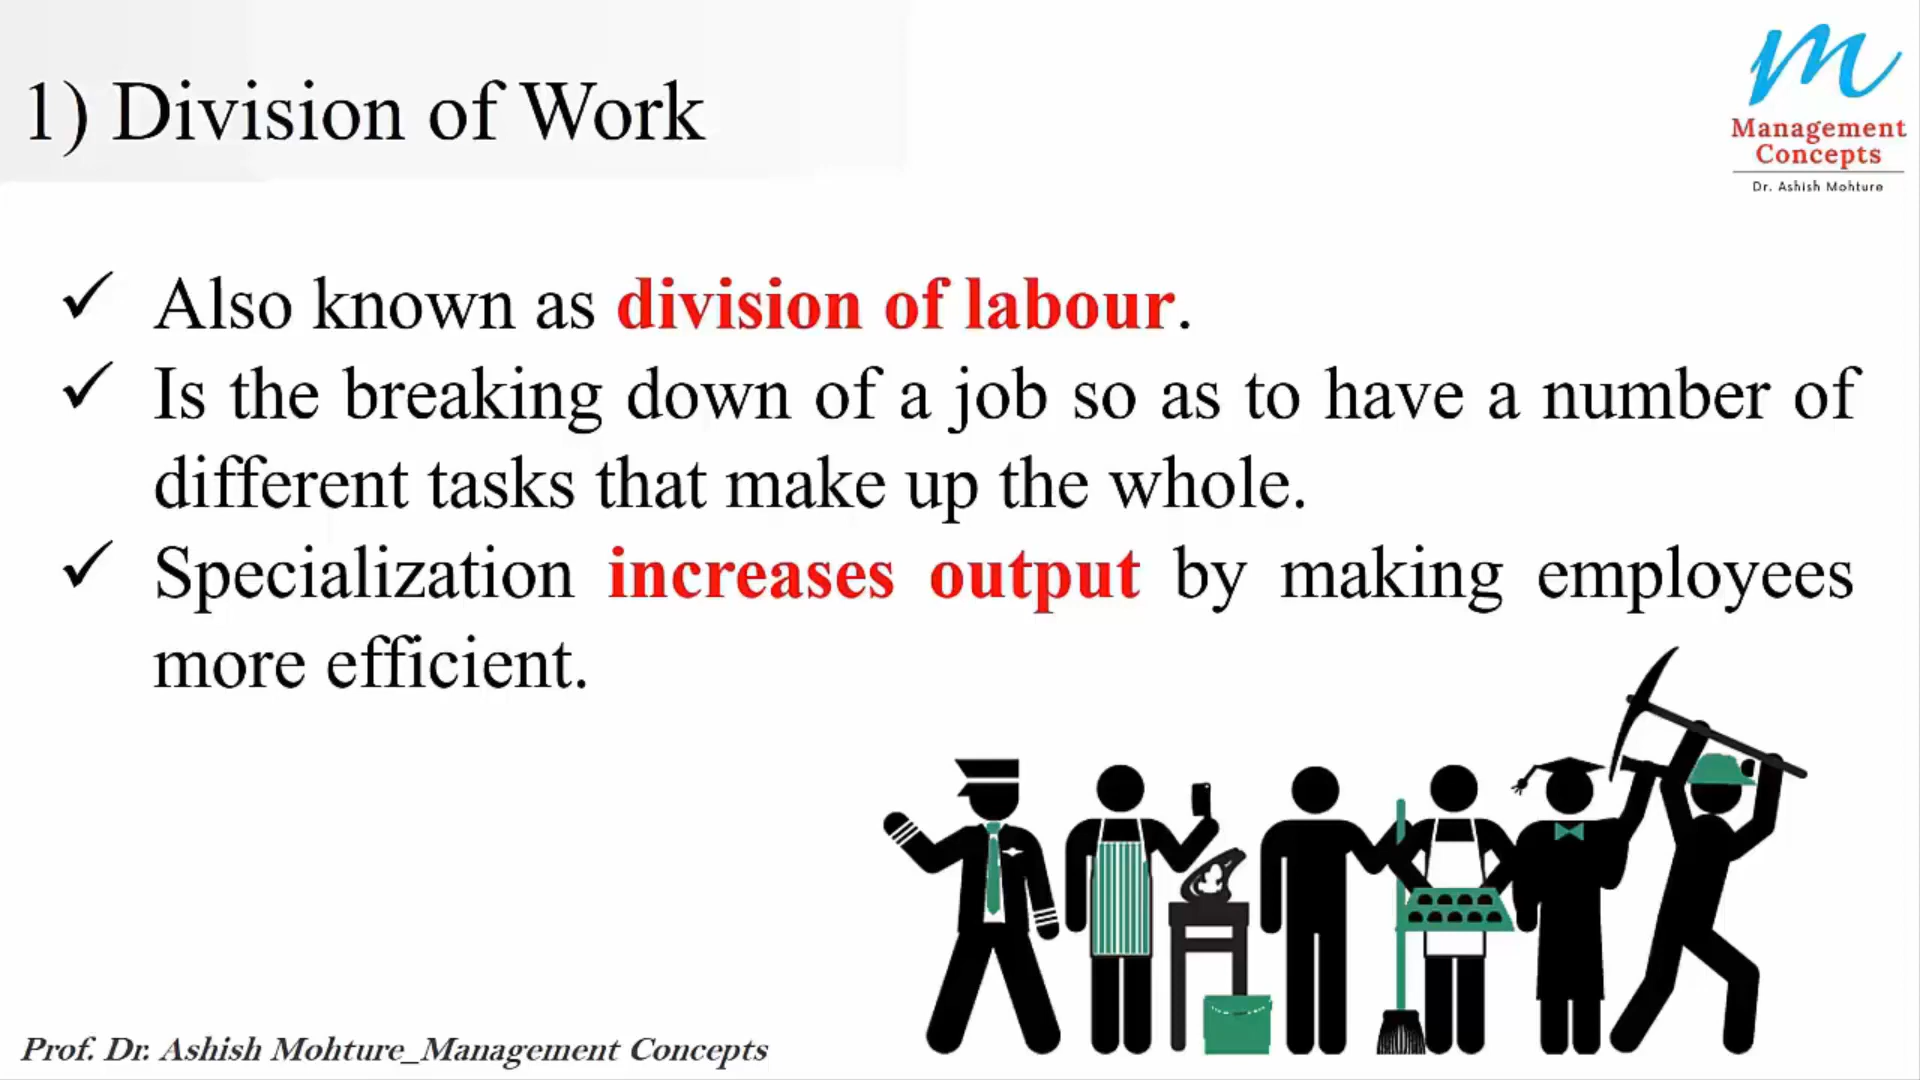 1) Division of Work
m
Management
Concepts
Dr. Ashish Mohture
✓ Also known as division of labour.
✓ Is the breaking down of a job so as to have a number of
different tasks that make up the whole.
✓ Specialization increases output by making employees
more efficient.
Prof. Dr. Ashish Mohture_Management Concepts